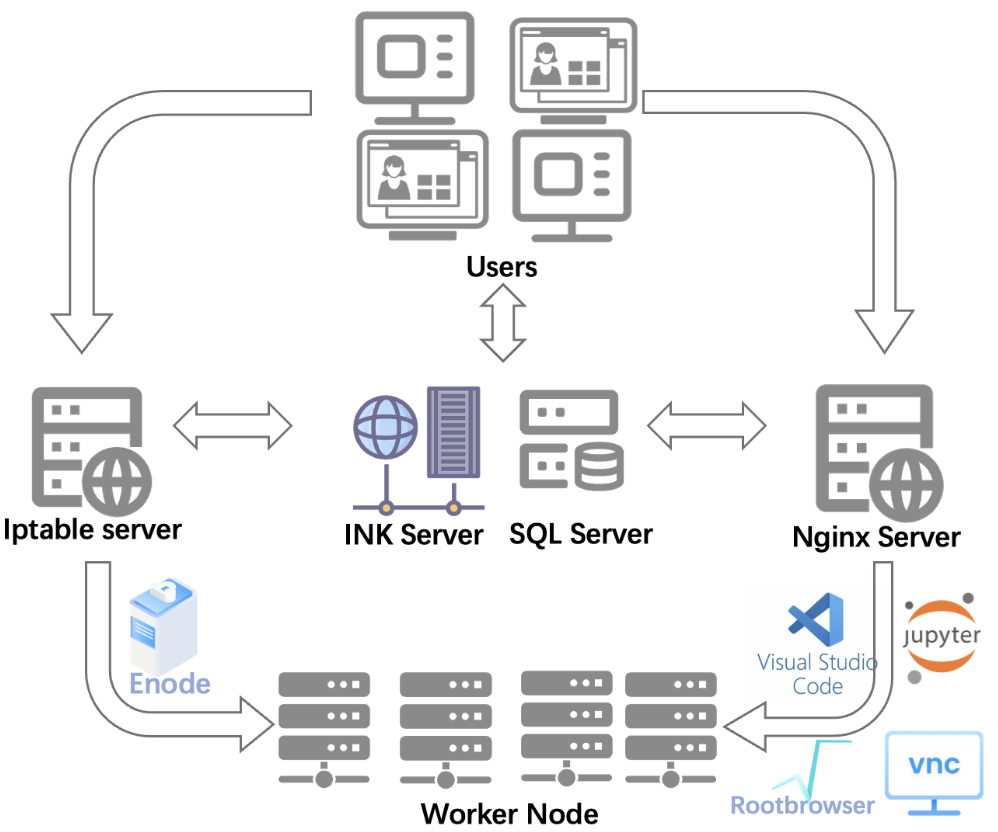 Users
Iptable server
INK Server
SQL Server
Nginx Server
Enode
Visual Studio
Code
jupyter
Rootbrowser
vnc
Worker Node